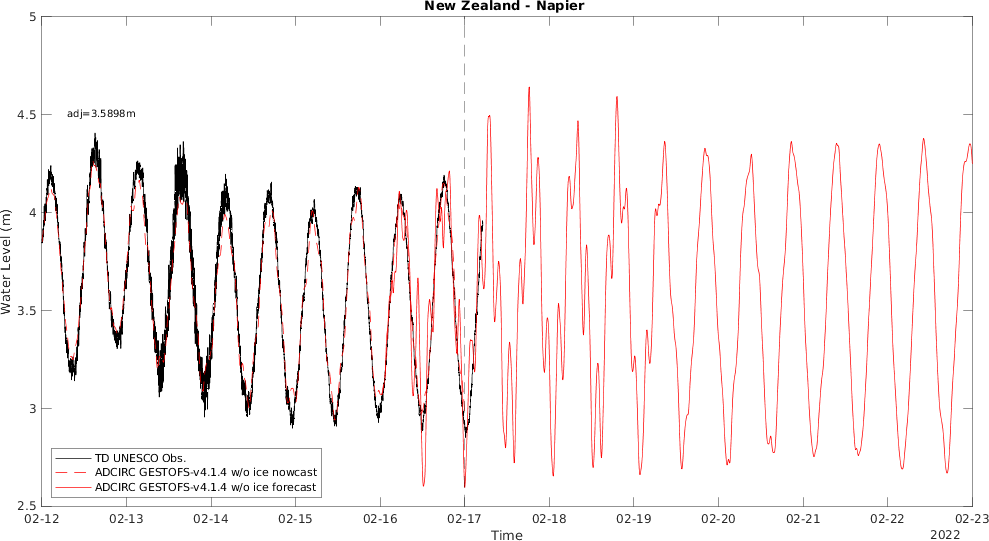 New Zealand - Napier
5
4.5
4
3.5
3
2.5
Water Level (m)
adj=3.5898m
TD UNESCO Obs.
ADCIRC GESTOFS-v4.1.4 w/o ice nowcast
ADCIRC GESTOFS-v4.1.4 w/o ice forecast
02-12 02-13 02-14 02-15 02-16 02-17 02-18 02-19 02-20 02-21 02-22 02-23
Time
2022